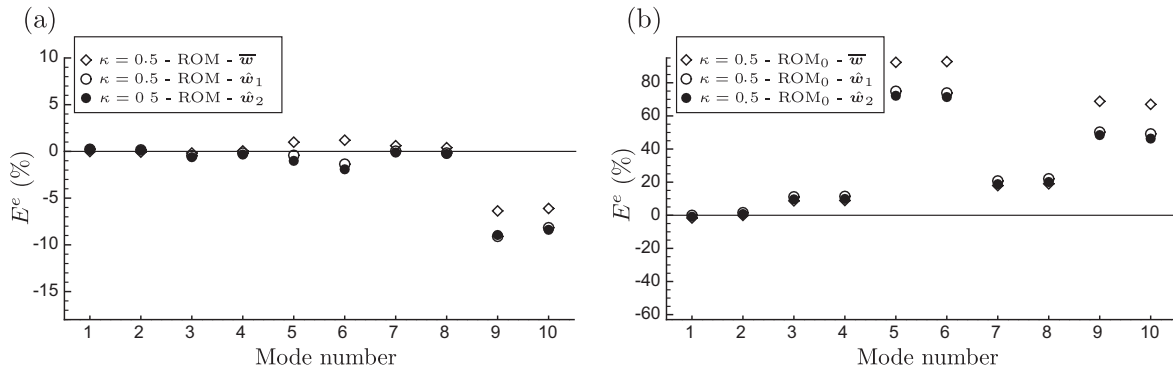 (a)
κ = 0.5 - ROM - w̅
κ = 0.5 - ROM - ŵ₁
κ = 0 5 - ROM - ŵ₂
10
5
0
-5
-10
-15
Eᵉ (%)
1 2 3 4 5 6 7 8 9 10
Mode number
(b)
κ = 0.5 - ROM₀ - w̅
κ = 0.5 - ROM₀ - ŵ₁
κ = 0.5 - ROM₀ - ŵ₂
80
60
40
20
0
-20
-40
-60
Eᵉ (%)
1 2 3 4 5 6 7 8 9 10
Mode number